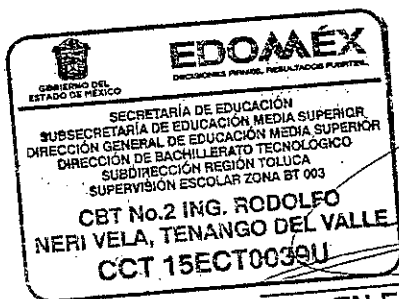 GOBIERNO DEL
ESTADO DE MÉXICO
EDOMÉX
DECISIONES FIRMES, RESULTADOS FUERTES.
SECRETARÍA DE EDUCACIÓN
SUBSECRETARÍA DE EDUCACIÓN MEDIA SUPERIOR
DIRECCIÓN GENERAL DE EDUCACIÓN MEDIA SUPERIOR
DIRECCIÓN DE BACHILLERATO TECNOLÓGICO
SUBDIRECCIÓN REGIÓN TOLUCA
SUPERVISIÓN ESCOLAR ZONA BT 003
CBT No.2 ING. RODOLFO
NERI VELA, TENANGO DEL VALLE
CCT 15ECT0039U